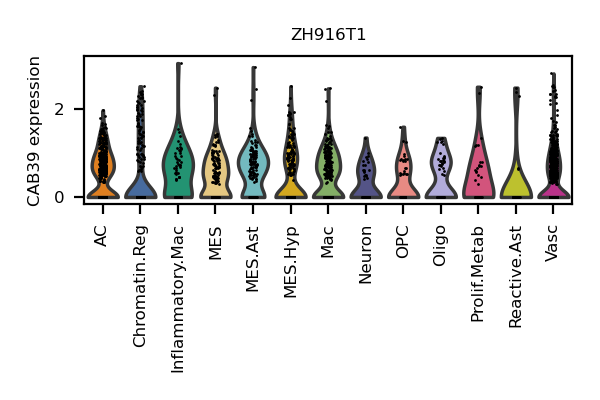 ZH916T1
CAB39 expression
2
0
AC
Chromatin.Reg
Inflammatory.Mac
MES
MES.Ast
MES.Hyp
Mac
Neuron
OPC
Oligo
Prolif.Metab
Reactive.Ast
Vasc